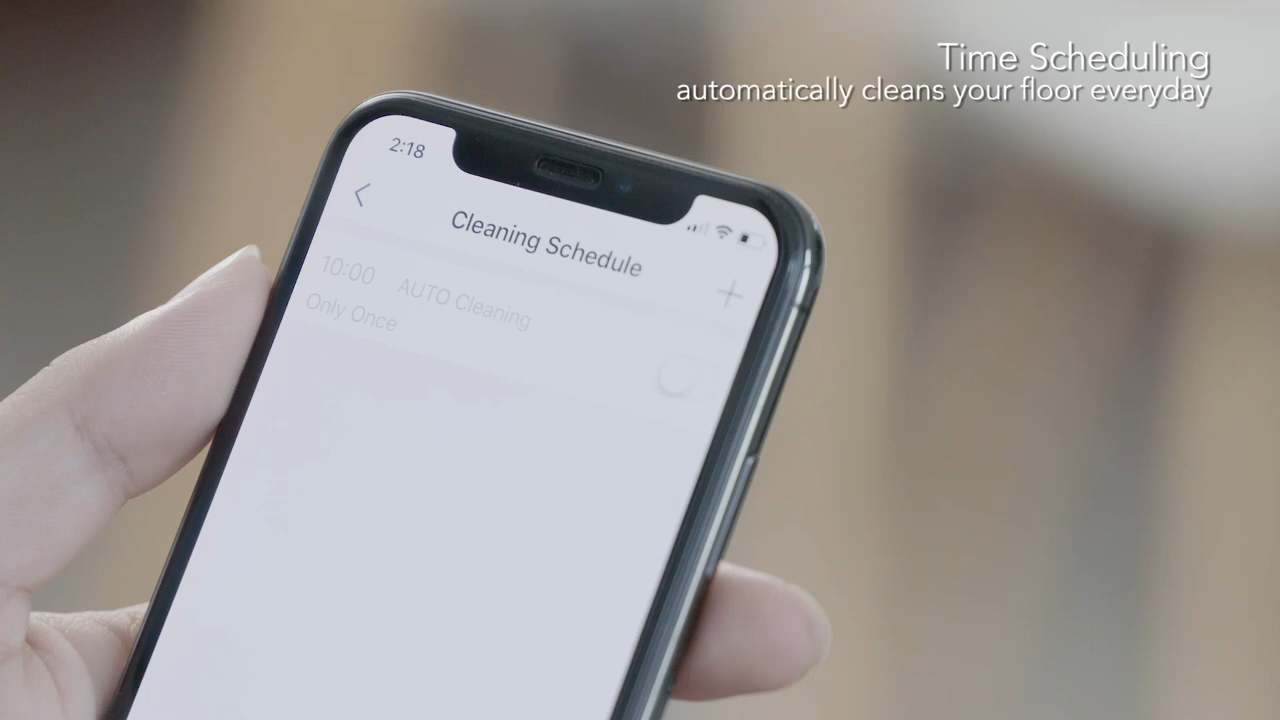 Time Scheduling
automatically cleans your floor everyday
2:18
Cleaning Schedule
10:00 AUTO Cleaning
Only Once